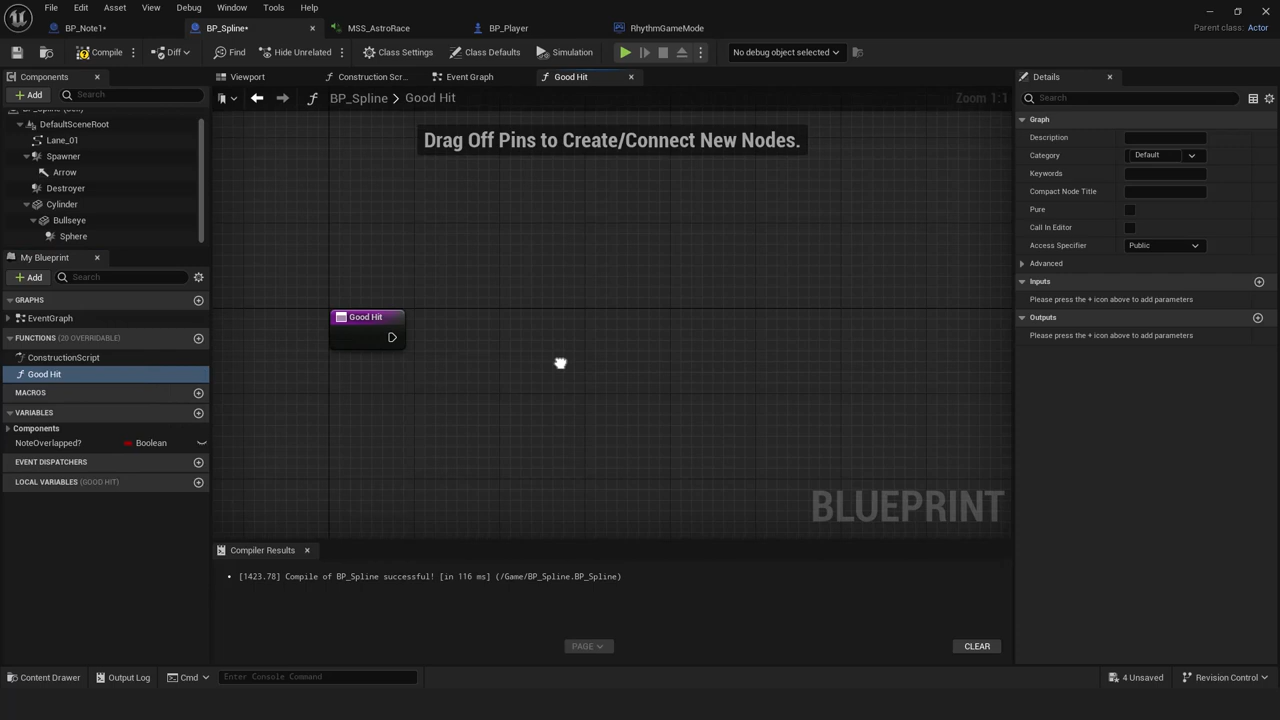 File Edit Asset View Debug Window Tools Help
BP_Note1* BP_Spline* MSS_AstroRace BP_Player RhythmGameMode Parent class: Actor
Compile Diff Find Hide Unrelated Class Settings Class Defaults Simulation No debug object selected
Components Viewport Construction Scr... Event Graph Good Hit Details
+ Add Search BP_Spline > Good Hit Zoom 1:1 Search
DefaultSceneRoot
Lane_01
Spawner
Arrow
Destroyer
Cylinder
Bullseye
Sphere
My Blueprint
+ Add Search
GRAPHS
EventGraph
FUNCTIONS (20 OVERRIDABLE)
ConstructionScript
Good Hit
MACROS
VARIABLES
Components
NoteOverlapped? Boolean
EVENT DISPATCHERS
LOCAL VARIABLES (GOOD HIT)
Drag Off Pins to Create/Connect New Nodes.
Good Hit
BLUEPRINT
Graph
Description
Category Default
Keywords
Compact Node Title
Pure
Call In Editor
Access Specifier Public
Advanced
Inputs
Please press the + icon above to add parameters
Outputs
Please press the + icon above to add parameters
Compiler Results
[1423.78] Compile of BP_Spline successful! [in 116 ms] (/Game/BP_Spline.BP_Spline)
PAGE CLEAR
Content Drawer Output Log Cmd Enter Console Command 4 Unsaved Revision Control